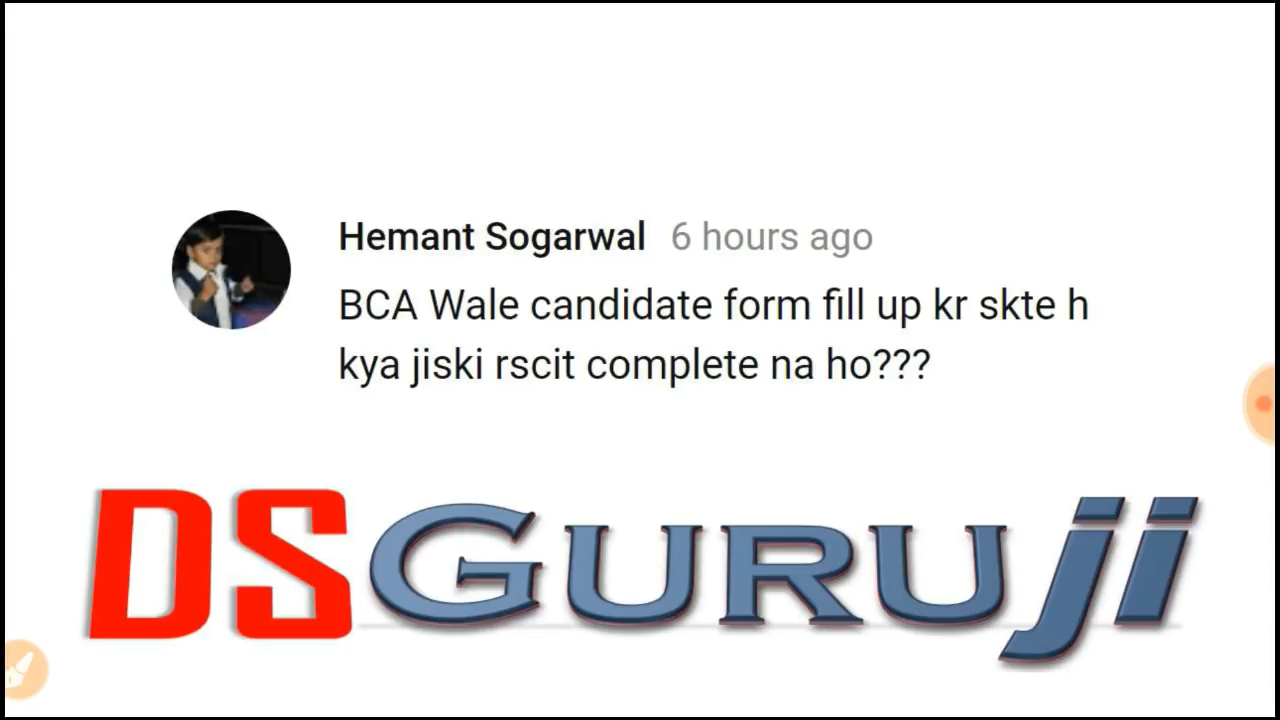 Hemant Sogarwal 6 hours ago
BCA Wale candidate form fill up kr skte h
kya jiski rscit complete na ho???
DSGURUji